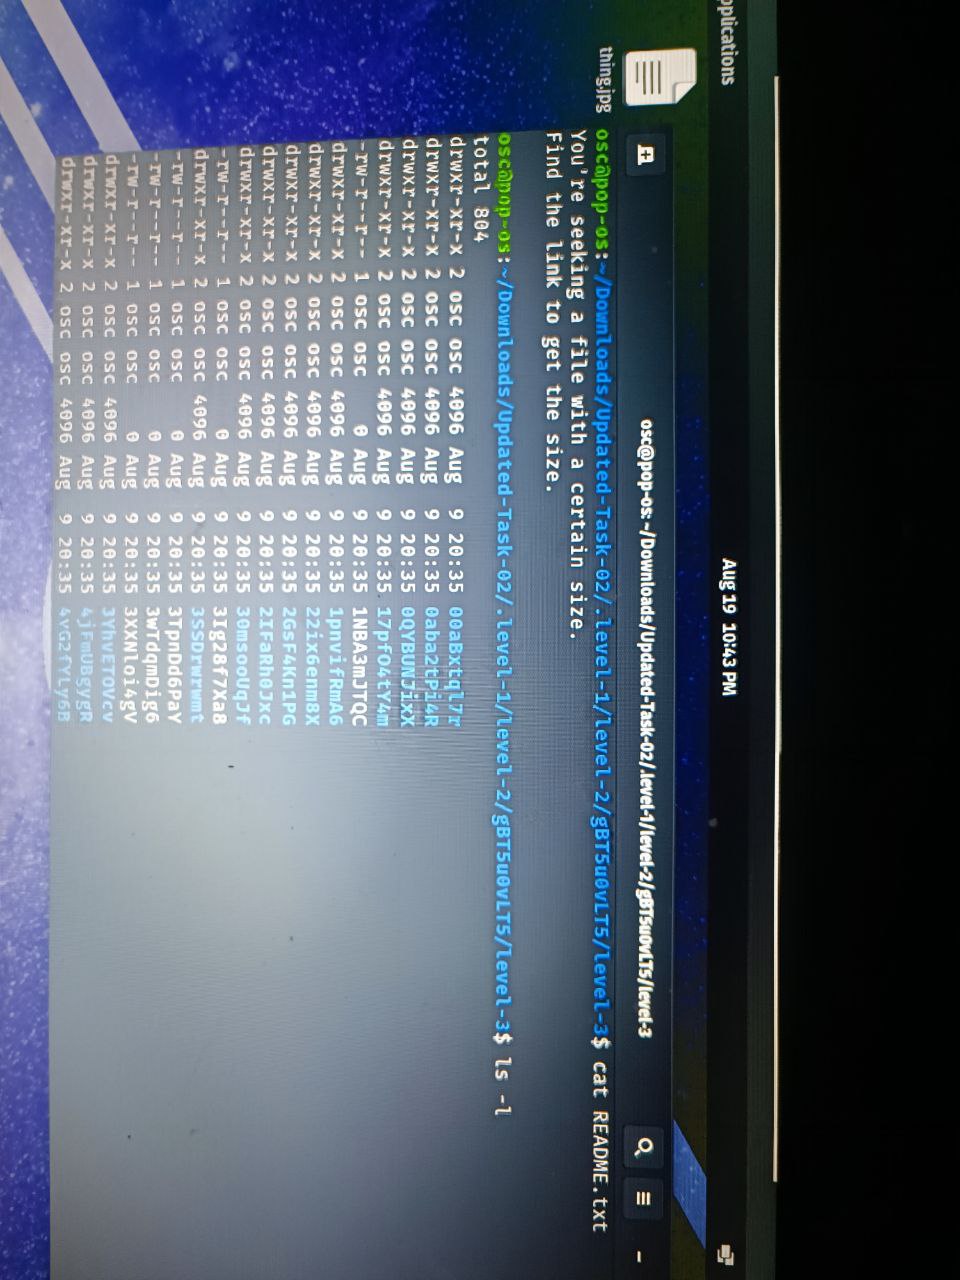 pplications
Aug 19 10:43 PM
thing.jpg
osc@pop-os: ~/Downloads/Updated-Task-02/.level-1/level-2/gBT5u0vLT5/level-3
osc@pop-os:~/Downloads/Updated-Task-02/.level-1/level-2/gBT5u0vLT5/level-3$ cat README.txt
You're seeking a file with a certain size.
Find the link to get the size.
osc@pop-os:~/Downloads/Updated-Task-02/.level-1/level-2/gBT5u0vLT5/level-3$ ls -l
total 804
drwxr-xr-x 2 osc osc 4096 Aug 9 20:35 00aBxtql7r
drwxr-xr-x 2 osc osc 4096 Aug 9 20:35 0aba2tPi4R
drwxr-xr-x 2 osc osc 4096 Aug 9 20:35 0QYBUNJixX
drwxr-xr-x 2 osc osc 4096 Aug 9 20:35 17pfO4tY4m
-rw-r--r-- 1 osc osc 0 Aug 9 20:35 1NBA3mJTQC
drwxr-xr-x 2 osc osc 4096 Aug 9 20:35 1pnvifRmA6
drwxr-xr-x 2 osc osc 4096 Aug 9 20:35 22ix6enm8X
drwxr-xr-x 2 osc osc 4096 Aug 9 20:35 2GsF4Kp1PG
drwxr-xr-x 2 osc osc 4096 Aug 9 20:35 2IFaRm8Jxc
drwxr-xr-x 2 osc osc 4096 Aug 9 20:35 30msooUqJf
-rw-r--r-- 1 osc osc 0 Aug 9 20:35 3Ig28f7Xa8
drwxr-xr-x 2 osc osc 4096 Aug 9 20:35 3SSDrwrwmt
-rw-r--r-- 1 osc osc 0 Aug 9 20:35 3TpnDd6PaY
-rw-r--r-- 1 osc osc 0 Aug 9 20:35 3wTdqmDig6
-rw-r--r-- 1 osc osc 0 Aug 9 20:35 3XXNloi4gV
drwxr-xr-x 2 osc osc 4096 Aug 9 20:35 3YhvETOVcv
drwxr-xr-x 2 osc osc 4096 Aug 9 20:35 4jFmUBgygR
drwxr-xr-x 2 osc osc 4096 Aug 9 20:35 4vG2fYLy6B